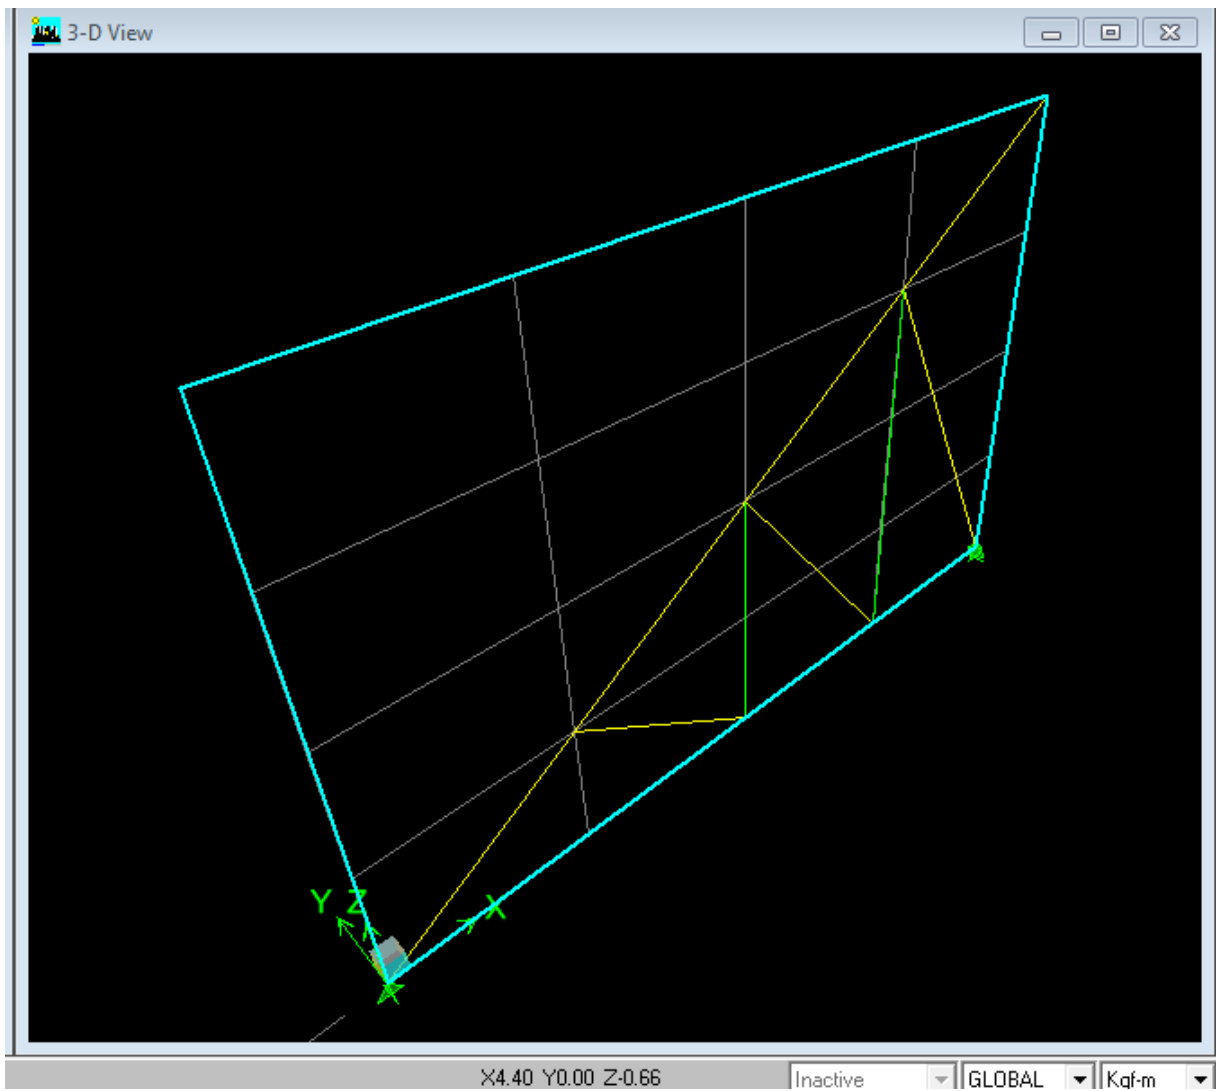 3-D View
Y Z X
X4.40 Y0.00 Z-0.66
Inactive
GLOBAL
Kgf-m